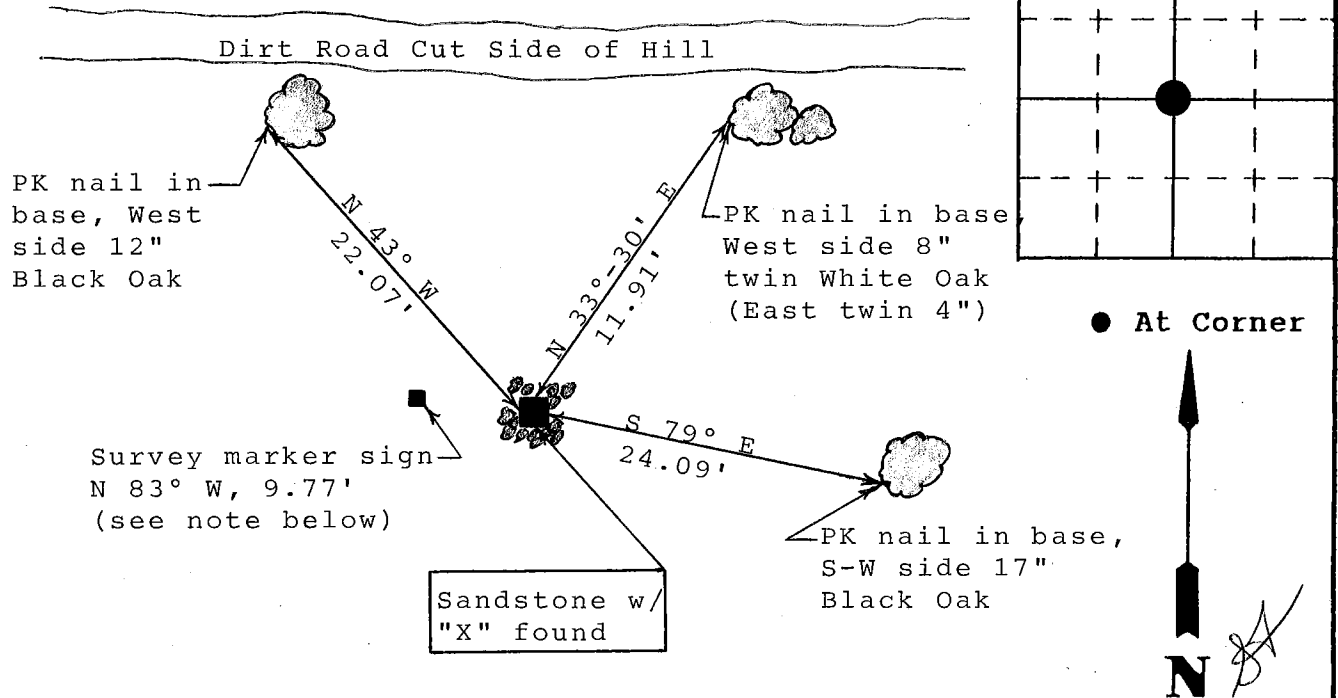 Dirt Road Cut Side of Hill
PK nail in
base, West
side 12"
Black Oak
N 43° W
22.07'
N 33°-30' E
11.91'
PK nail in base
West side 8"
twin White Oak
(East twin 4")
● At Corner
Survey marker sign
N 83° W, 9.77'
(see note below)
S 79° E
24.09'
PK nail in base,
S-W side 17"
Black Oak
Sandstone w/
"X" found
N